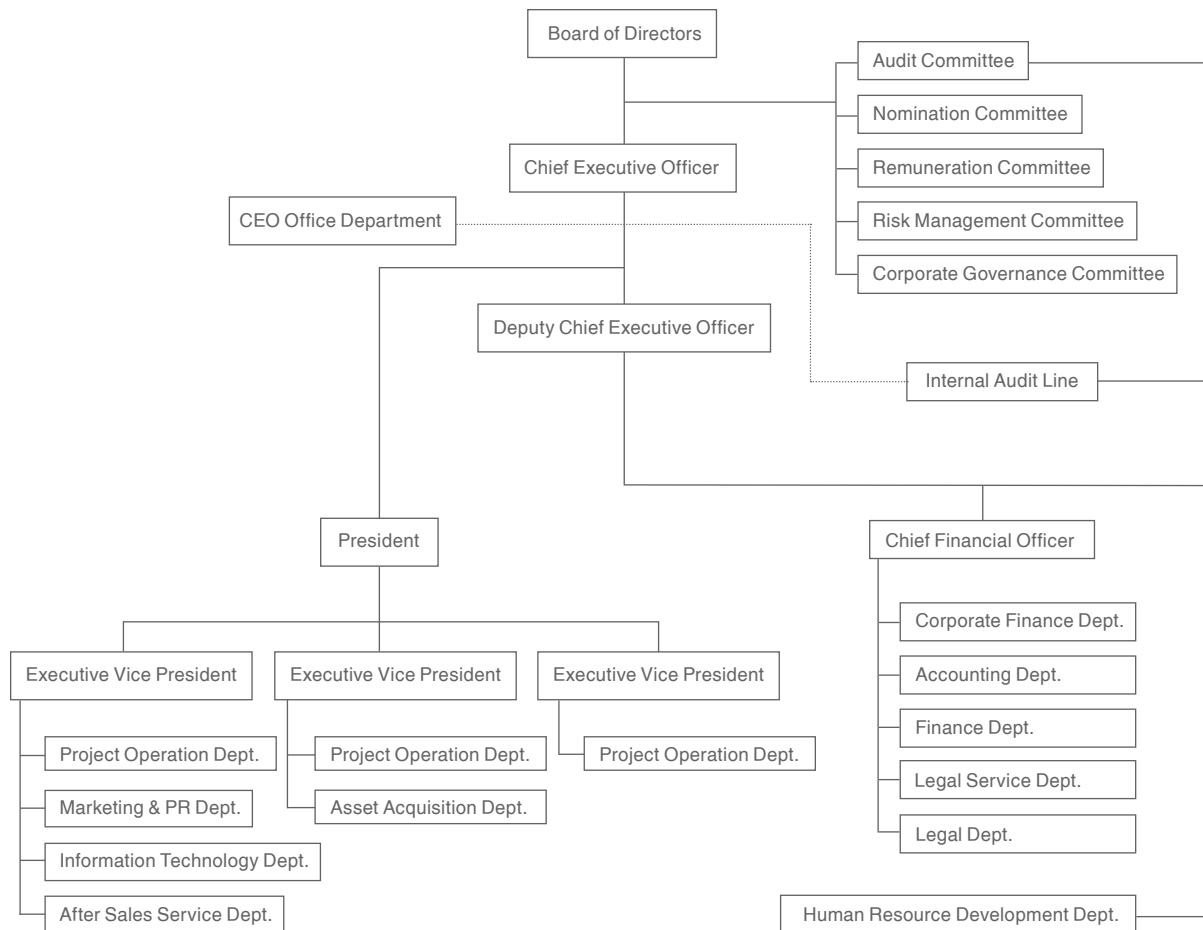 Board of Directors
Audit Committee
Nomination Committee
Chief Executive Officer
Remuneration Committee
CEO Office Department
Risk Management Committee
Corporate Governance Committee
Deputy Chief Executive Officer
Internal Audit Line
President
Chief Financial Officer
Corporate Finance Dept.
Accounting Dept.
Finance Dept.
Legal Service Dept.
Legal Dept.
Executive Vice President
Project Operation Dept.
Marketing & PR Dept.
Information Technology Dept.
After Sales Service Dept.
Executive Vice President
Project Operation Dept.
Asset Acquisition Dept.
Executive Vice President
Project Operation Dept.
Human Resource Development Dept.